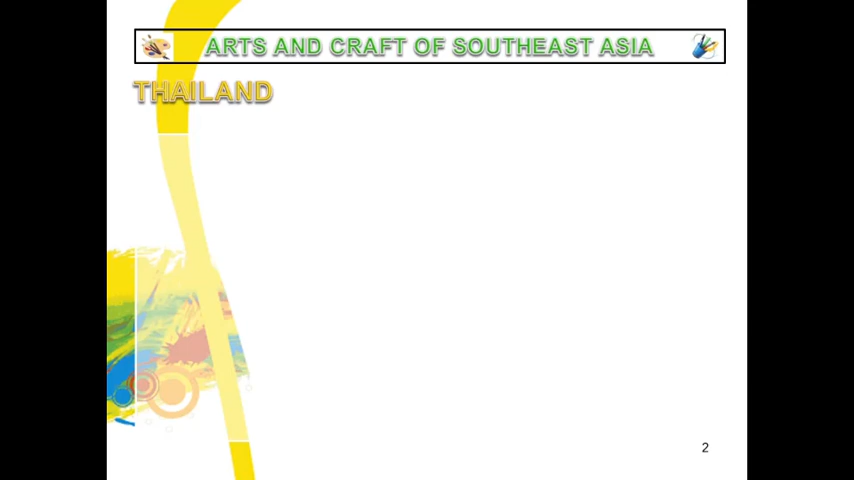 ARTS AND CRAFT OF SOUTHEAST ASIA
THAILAND
2